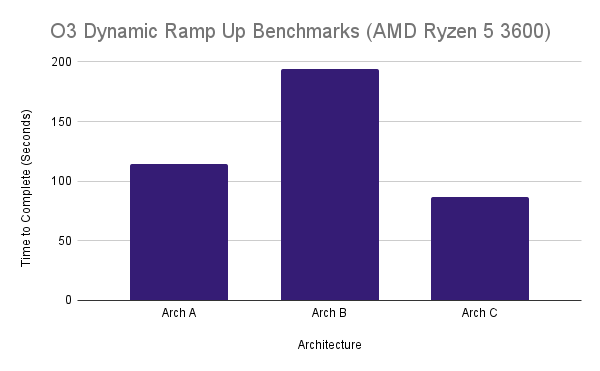 O3 Dynamic Ramp Up Benchmarks (AMD Ryzen 5 3600)
Time to Complete (Seconds)
200
150
100
50
0
Arch A
Arch B
Arch C
Architecture